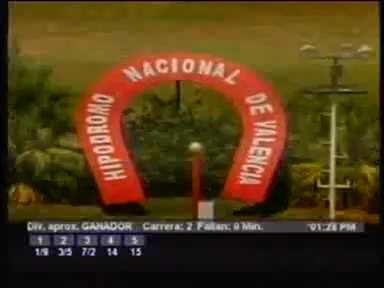 HIPODROMO NACIONAL DE VALENCIA
Div. aprox. GANADOR Carrera: 2 Faltan: 9 Min. 01:28 PM
1 2 3 4 5
1/9 3/5 7/2 14 15